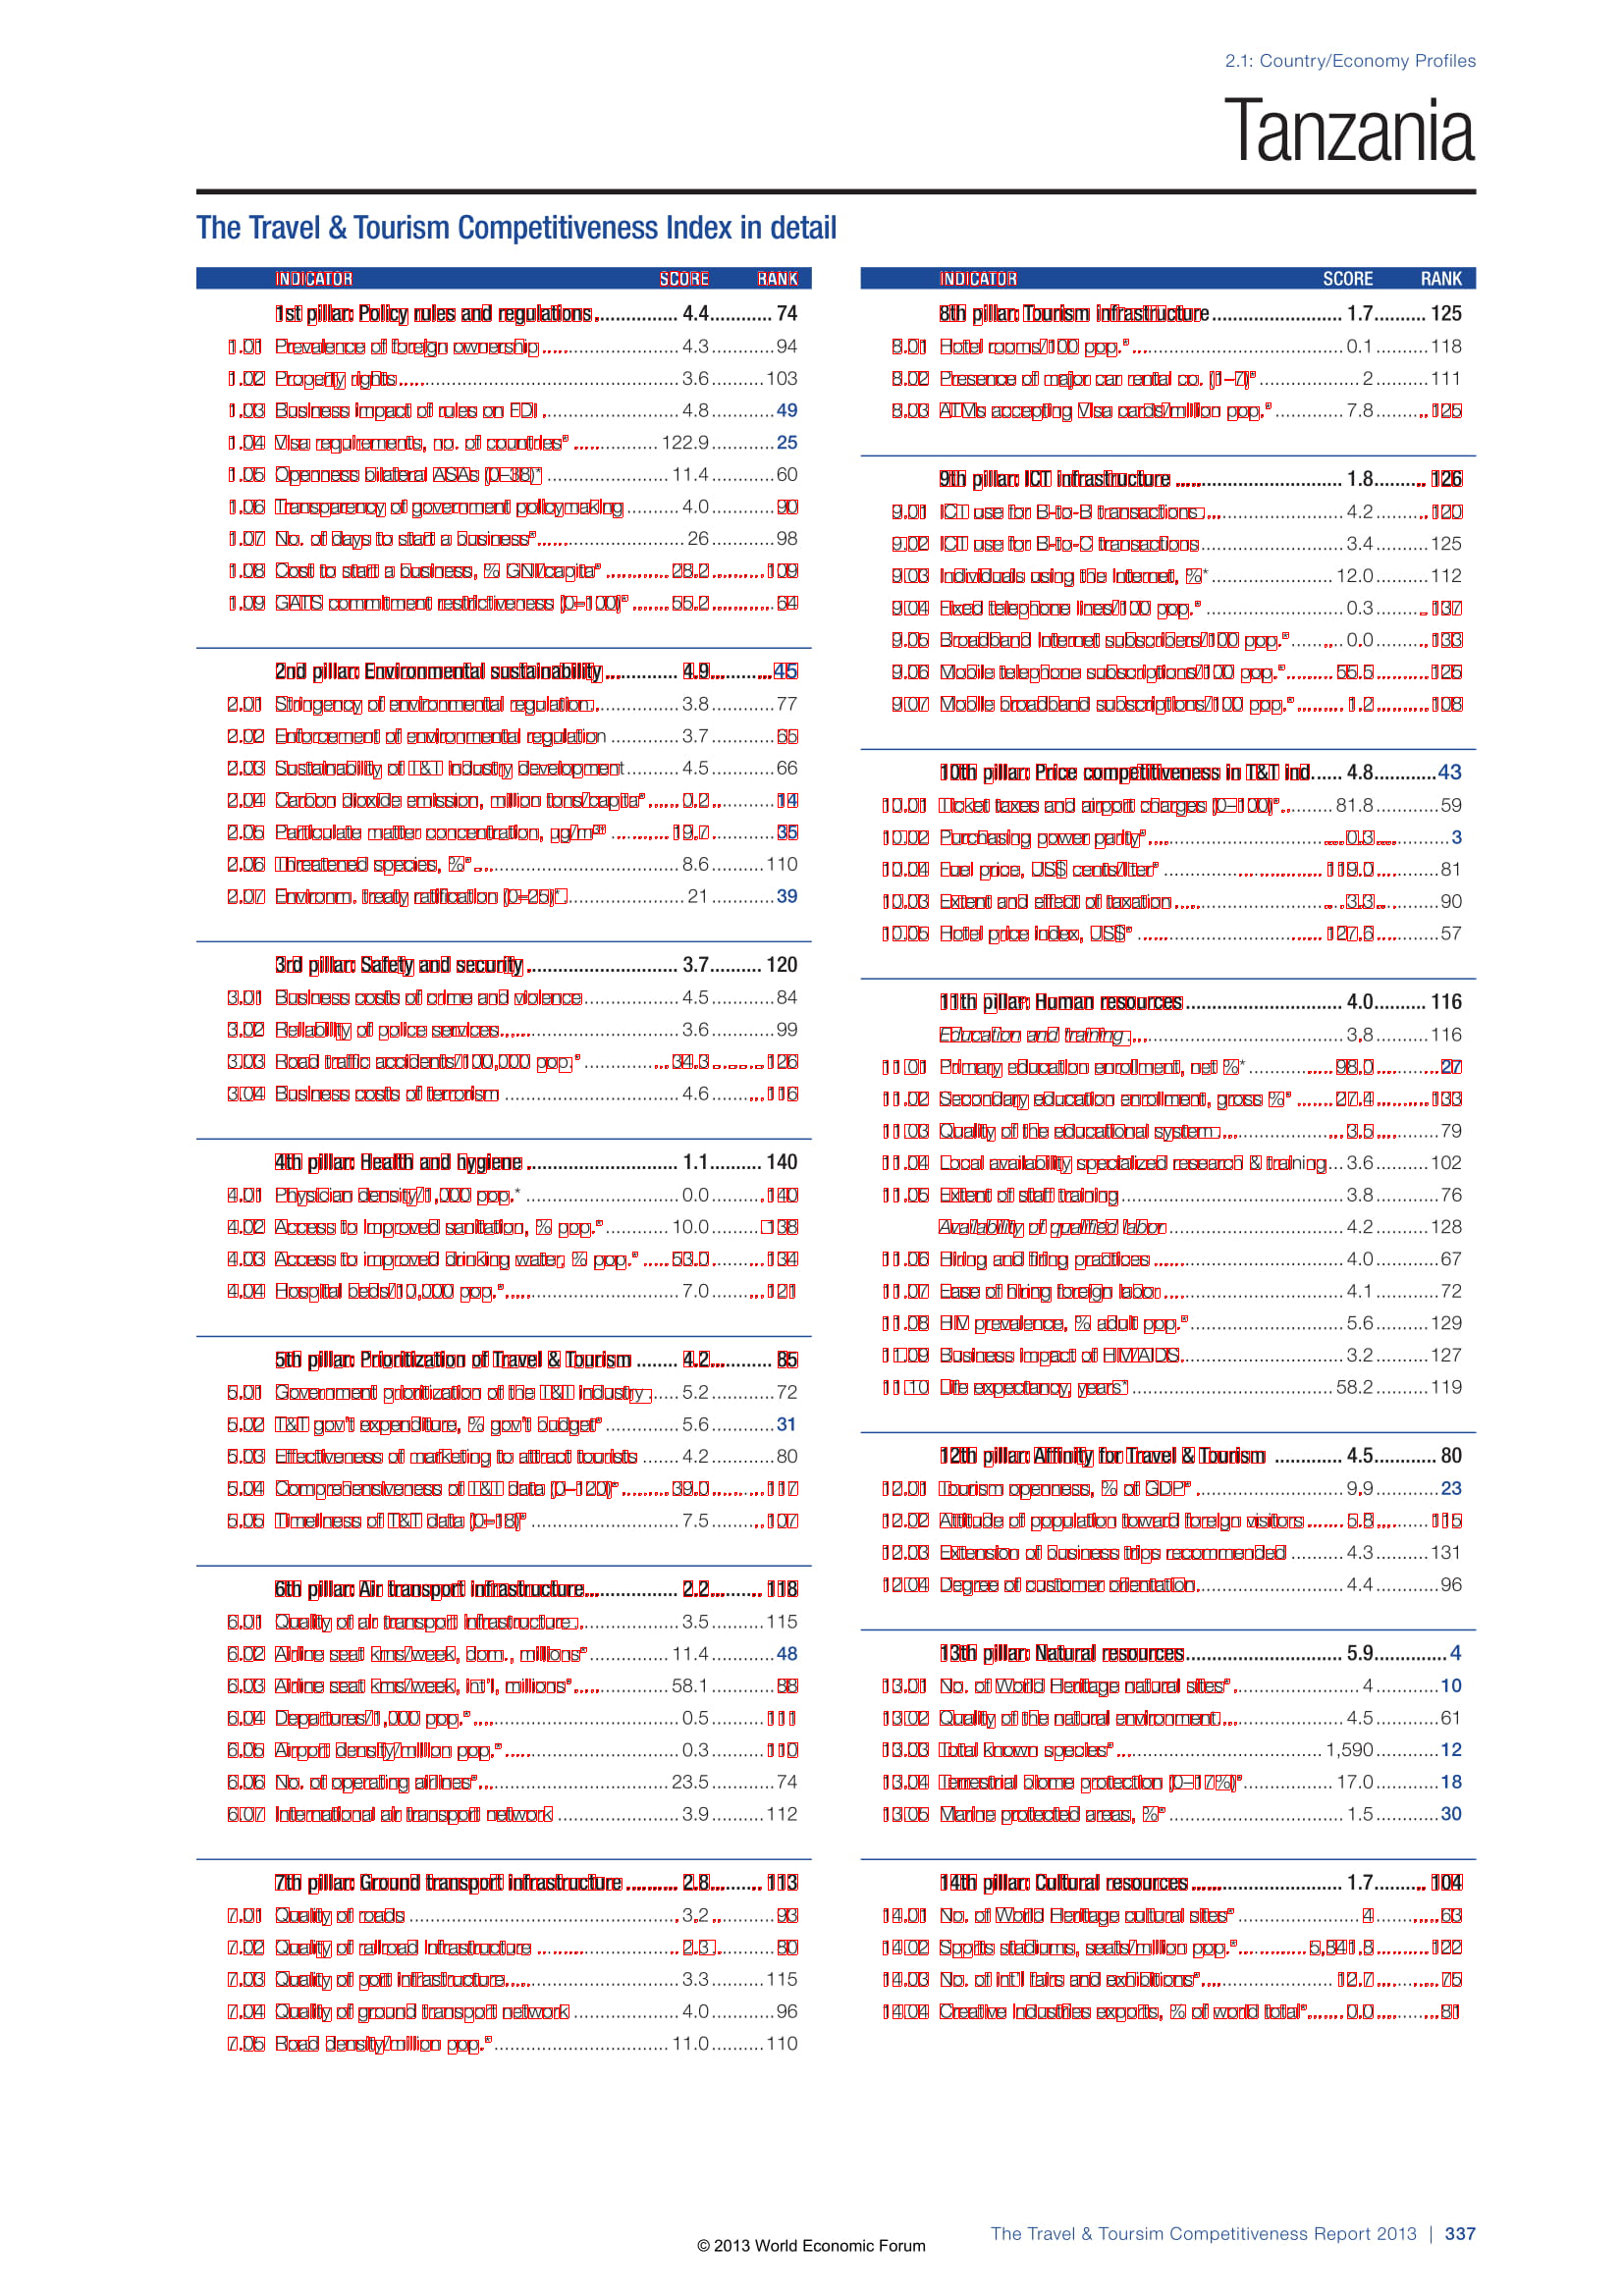 2.1: Country/Economy Profiles
Tanzania
The Travel & Tourism Competitiveness Index in detail
INDICATOR SCORE RANK
1st pillar: Policy rules and regulations 4.4 74
1.01 Prevalence of foreign ownership 4.3 94
1.02 Property rights 3.6 103
1.03 Business impact of rules on FDI 4.8 49
1.04 Visa requirements, no. of countries* 122.9 25
1.05 Openness bilateral ASAs (0–38)* 11.4 60
1.06 Transparency of government policymaking 4.0 90
1.07 No. of days to start a business* 26 98
1.08 Cost to start a business, % GNI/capita* 28.2 109
1.09 GATS commitment restrictiveness (0–100)* 55.2 64
2nd pillar: Environmental sustainability 4.9 45
2.01 Stringency of environmental regulation 3.8 77
2.02 Enforcement of environmental regulation 3.7 65
2.03 Sustainability of T&T industry development 4.5 66
2.04 Carbon dioxide emission, million tons/capita* 0.2 14
2.05 Particulate matter concentration, µg/m³* 19.7 35
2.06 Threatened species, %* 8.6 110
2.07 Environm. treaty ratification (0–25)* 21 39
3rd pillar: Safety and security 3.7 120
3.01 Business costs of crime and violence 4.5 84
3.02 Reliability of police services 3.6 99
3.03 Road traffic accidents/100,000 pop.* 34.3 126
3.04 Business costs of terrorism 4.6 116
4th pillar: Health and hygiene 1.1 140
4.01 Physician density/1,000 pop.* 0.0 140
4.02 Access to improved sanitation, % pop.* 10.0 138
4.03 Access to improved drinking water, % pop.* 53.0 134
4.04 Hospital beds/10,000 pop.* 7.0 121
5th pillar: Prioritization of Travel & Tourism 4.2 85
5.01 Government prioritization of the T&T industry 5.2 72
5.02 T&T gov't expenditure, % gov't budget* 5.6 31
5.03 Effectiveness of marketing to attract tourists 4.2 80
5.04 Comprehensiveness of T&T data (0–120)* 39.0 117
5.05 Timeliness of T&T data (0–18)* 7.5 107
6th pillar: Air transport infrastructure 2.2 118
6.01 Quality of air transport infrastructure 3.5 115
6.02 Airline seat kms/week, dom., millions* 11.4 48
6.03 Airline seat kms/week, int'l, millions* 58.1 88
6.04 Departures/1,000 pop.* 0.5 111
6.05 Airport density/million pop.* 0.3 110
6.06 No. of operating airlines* 23.5 74
6.07 International air transport network 3.9 112
7th pillar: Ground transport infrastructure 2.8 113
7.01 Quality of roads 3.2 93
7.02 Quality of railroad infrastructure 2.3 80
7.03 Quality of port infrastructure 3.3 115
7.04 Quality of ground transport network 4.0 96
7.05 Road density/million pop.* 11.0 110
INDICATOR SCORE RANK
8th pillar: Tourism infrastructure 1.7 125
8.01 Hotel rooms/100 pop.* 0.1 118
8.02 Presence of major car rental co. (1–7)* 2 111
8.03 ATMs accepting Visa cards/million pop.* 7.8 125
9th pillar: ICT infrastructure 1.8 126
9.01 ICT use for B-to-B transactions 4.2 120
9.02 ICT use for B-to-C transactions 3.4 125
9.03 Individuals using the Internet, %* 12.0 112
9.04 Fixed telephone lines/100 pop.* 0.3 137
9.05 Broadband Internet subscribers/100 pop.* 0.0 133
9.06 Mobile telephone subscriptions/100 pop.* 55.5 125
9.07 Mobile broadband subscriptions/100 pop.* 1.2 108
10th pillar: Price competitiveness in T&T ind. 4.8 43
10.01 Ticket taxes and airport charges (0–100)* 81.8 59
10.02 Purchasing power parity* 0.3 3
10.04 Fuel price, US$ cents/liter* 119.0 81
10.03 Extent and effect of taxation 3.3 90
10.05 Hotel price index, US$* 127.6 57
11th pillar: Human resources 4.0 116
Education and training 3.8 116
11.01 Primary education enrollment, net %* 98.0 27
11.02 Secondary education enrollment, gross %* 27.4 133
11.03 Quality of the educational system 3.5 79
11.04 Local availability specialized research & training 3.6 102
11.05 Extent of staff training 3.8 76
Availability of qualified labor 4.2 128
11.06 Hiring and firing practices 4.0 67
11.07 Ease of hiring foreign labor 4.1 72
11.08 HIV prevalence, % adult pop.* 5.6 129
11.09 Business impact of HIV/AIDS 3.2 127
11.10 Life expectancy, years* 58.2 119
12th pillar: Affinity for Travel & Tourism 4.5 80
12.01 Tourism openness, % of GDP* 9.9 23
12.02 Attitude of population toward foreign visitors 5.8 115
12.03 Extension of business trips recommended 4.3 131
12.04 Degree of customer orientation 4.4 96
13th pillar: Natural resources 5.9 4
13.01 No. of World Heritage natural sites* 4 10
13.02 Quality of the natural environment 4.5 61
13.03 Total known species* 1,590 12
13.04 Terrestrial biome protection (0–17%)* 17.0 18
13.05 Marine protected areas, %* 1.5 30
14th pillar: Cultural resources 1.7 104
14.01 No. of World Heritage cultural sites* 4 63
14.02 Sports stadiums, seats/million pop.* 5,841.8 122
14.03 No. of int'l fairs and exhibitions* 12.7 75
14.04 Creative industries exports, % of world total* 0.0 81
The Travel & Toursim Competitiveness Report 2013 | 337
© 2013 World Economic Forum